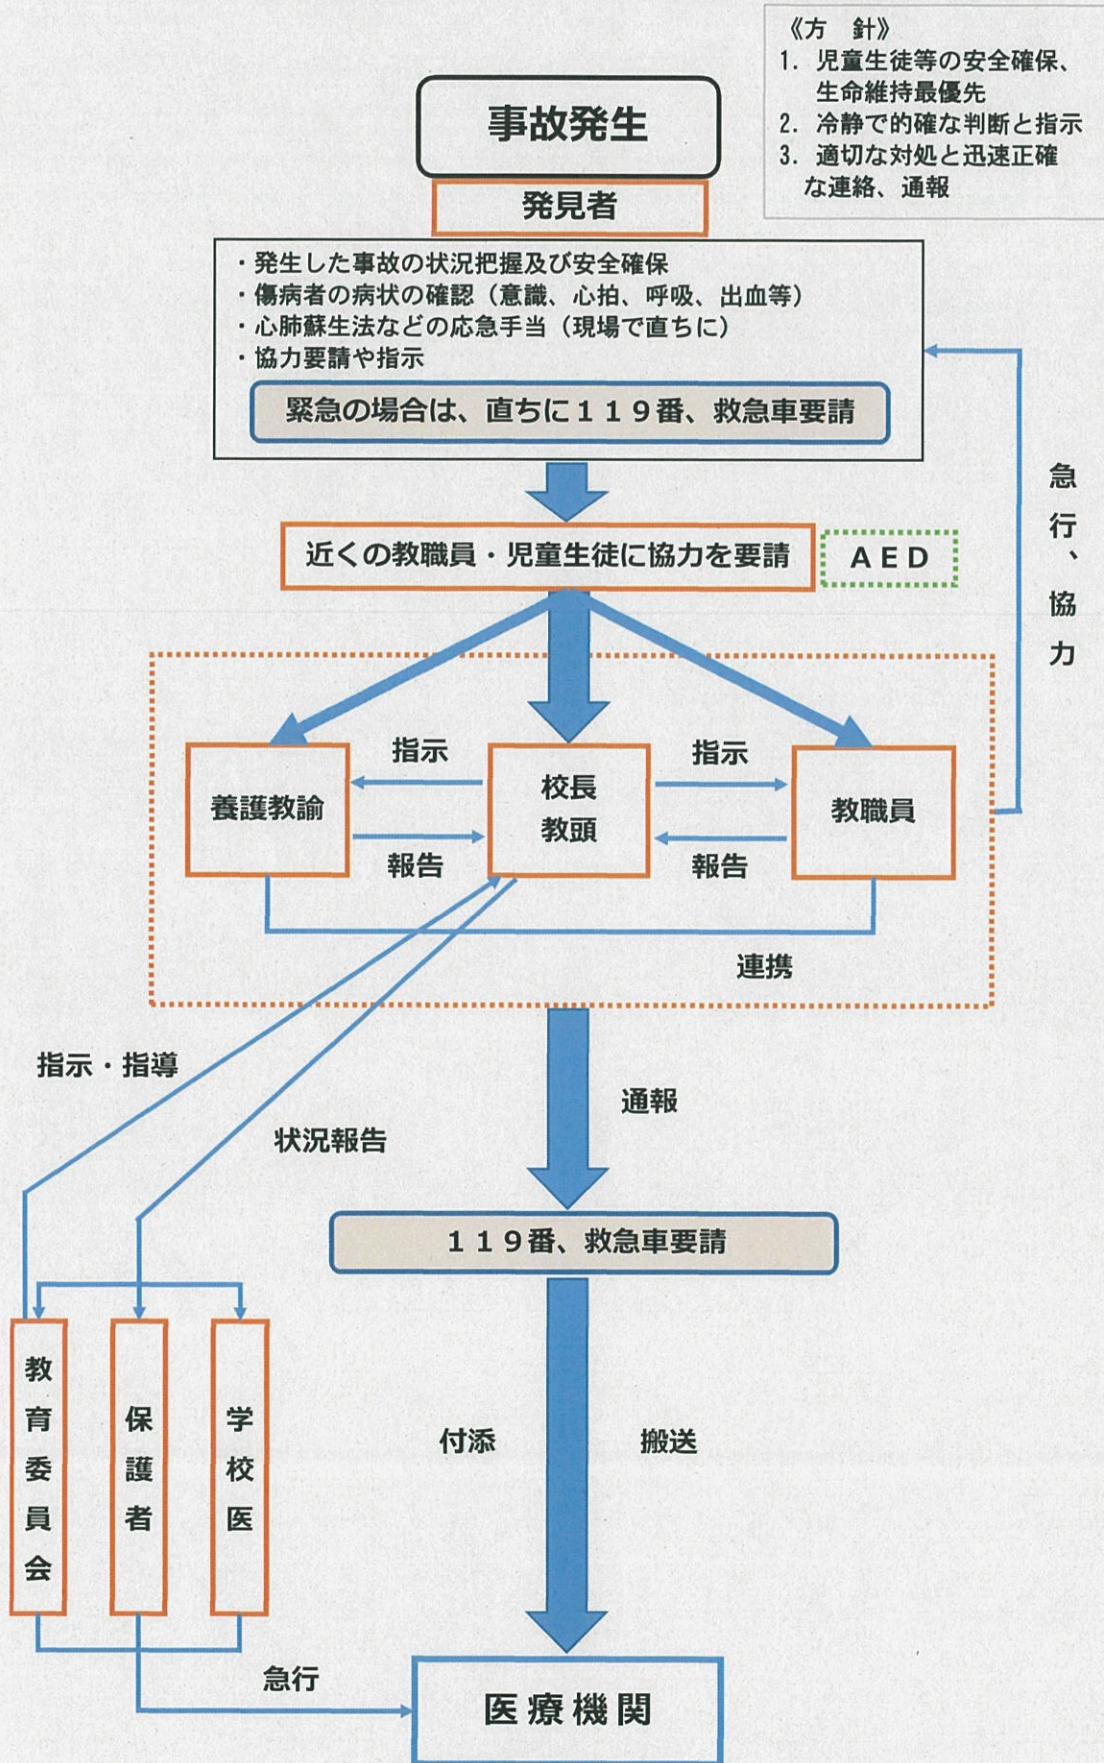 《方　針》
1. 児童生徒等の安全確保、
生命維持最優先
2. 冷静で的確な判断と指示
3. 適切な対処と迅速正確
な連絡、通報
事故発生
発見者
・発生した事故の状況把握及び安全確保
・傷病者の病状の確認（意識、心拍、呼吸、出血等）
・心肺蘇生法などの応急手当（現場で直ちに）
・協力要請や指示
緊急の場合は、直ちに１１９番、救急車要請
急行、協力
近くの教職員・児童生徒に協力を要請
ＡＥＤ
指示
指示
養護教諭
校長
教頭
教職員
報告
報告
連携
指示・指導
通報
状況報告
１１９番、救急車要請
教育委員会
保護者
学校医
付添
搬送
急行
医療機関